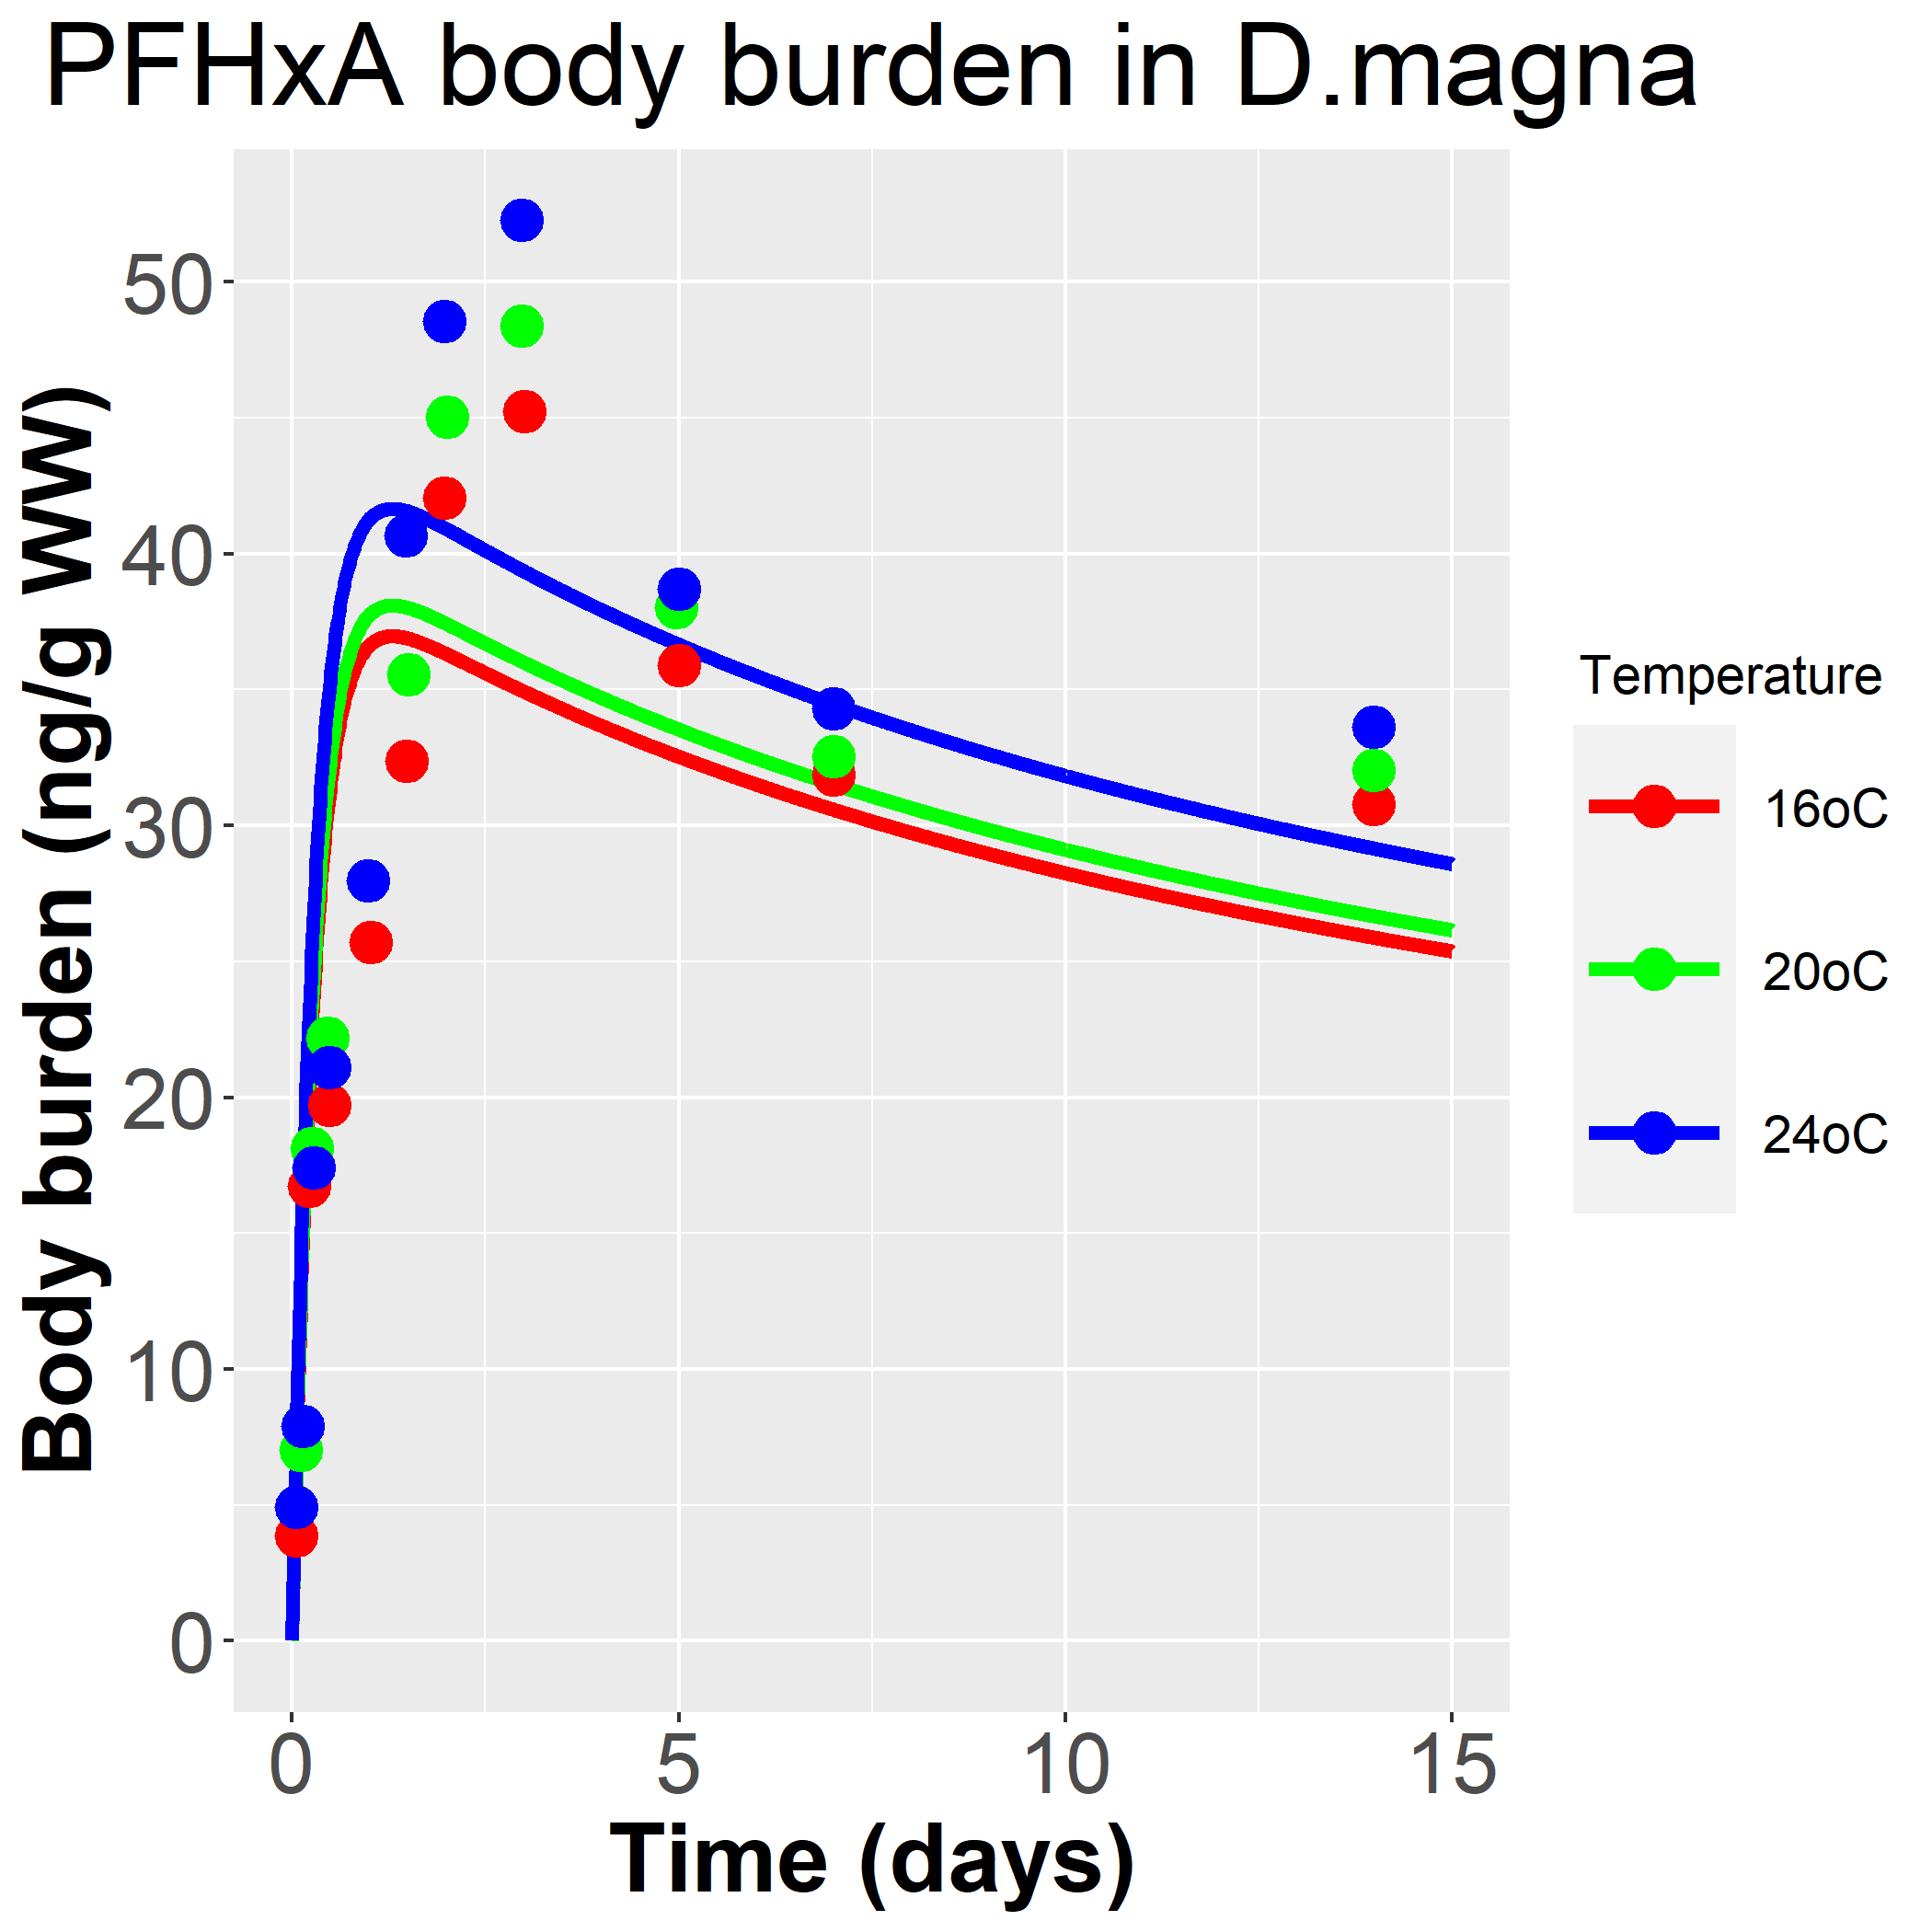 PFHxA body burden in D.magna
Body burden (ng/g WW)
50
40
30
20
10
0
0 5 10 15
Time (days)
Temperature
16oC
20oC
24oC